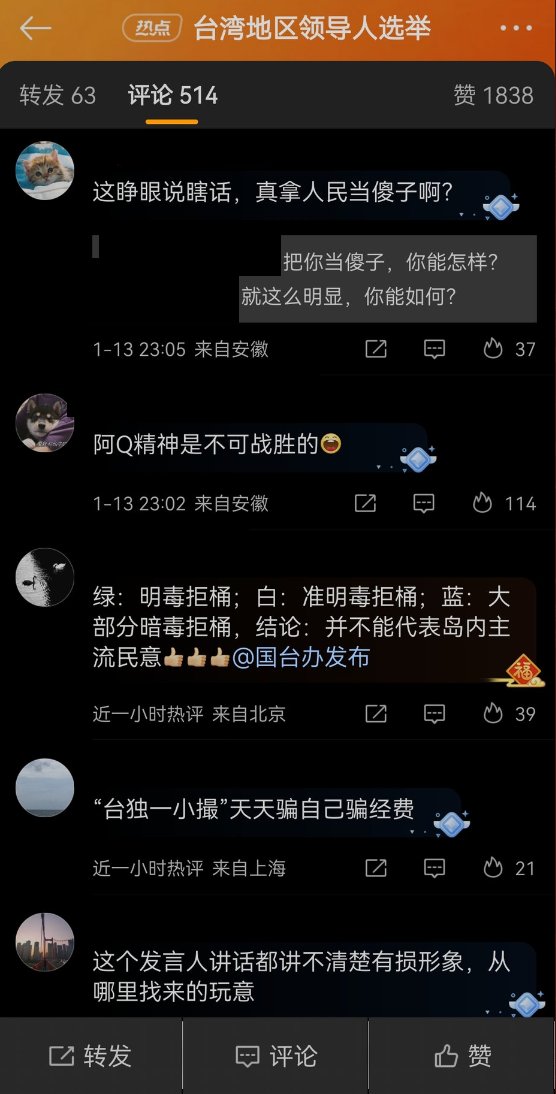 热点 台湾地区领导人选举
转发 63 评论 514 赞 1838
这睁眼说瞎话，真拿人民当傻子啊？
把你当傻子，你能怎样？
就这么明显，你能如何？
1-13 23:05 来自安徽 37
阿Q精神是不可战胜的😄
1-13 23:02 来自安徽 114
绿：明毒拒桶；白：准明毒拒桶；蓝：大
部分暗毒拒桶，结论：并不能代表岛内主
流民意👍👍👍@国台办发布
福
近一小时热评 来自北京 39
“台独一小撮”天天骗自己骗经费
近一小时热评 来自上海 21
这个发言人讲话都讲不清楚有损形象，从
哪里找来的玩意
转发 评论 赞